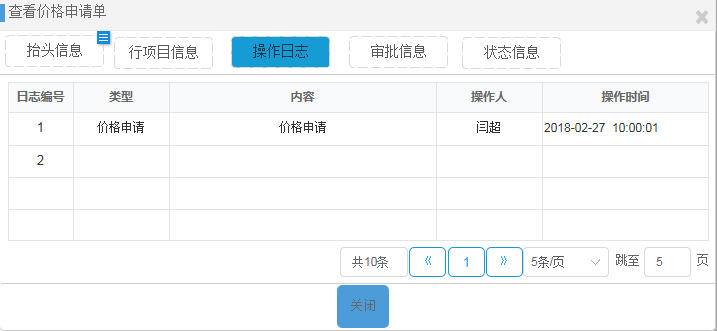 查看价格申请单
抬头信息 行项目信息 操作日志 审批信息 状态信息
日志编号 类型 内容 操作人 操作时间
1 价格申请 价格申请 闫超 2018-02-27 10:00:01
2
共10条 《 1 》 5条/页 跳至 5 页
关闭